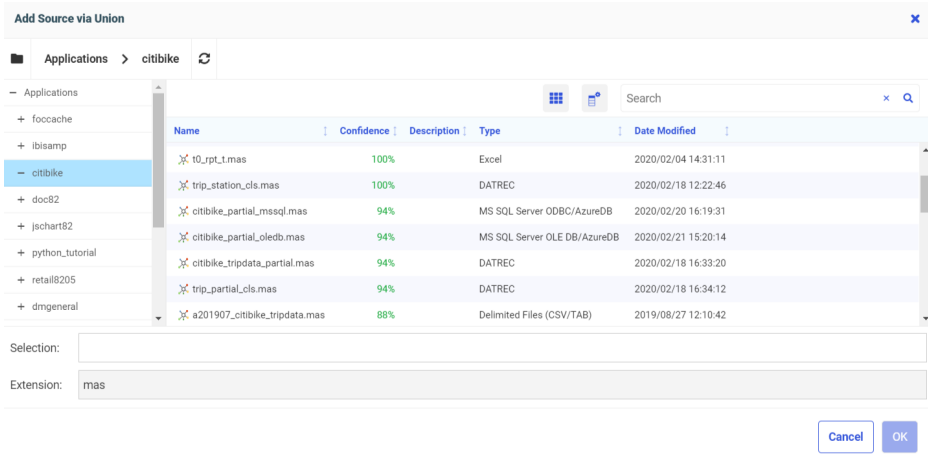 Add Source via Union
Applications > citibike
Search
Applications
foccache
ibisamp
citibike
doc82
jschart82
python_tutorial
retail8205
dmgeneral
Name Confidence Description Type Date Modified
t0_rpt_t.mas 100% Excel 2020/02/04 14:31:11
trip_station_cls.mas 100% DATREC 2020/02/18 12:22:46
citibike_partial_mssql.mas 94% MS SQL Server ODBC/AzureDB 2020/02/20 16:19:31
citibike_partial_oledb.mas 94% MS SQL Server OLE DB/AzureDB 2020/02/21 15:20:14
citibike_tripdata_partial.mas 94% DATREC 2020/02/18 16:33:20
trip_partial_cls.mas 94% DATREC 2020/02/18 16:34:12
a201907_citibike_tripdata.mas 88% Delimited Files (CSV/TAB) 2019/08/27 12:10:42
Selection:
Extension: mas
Cancel OK